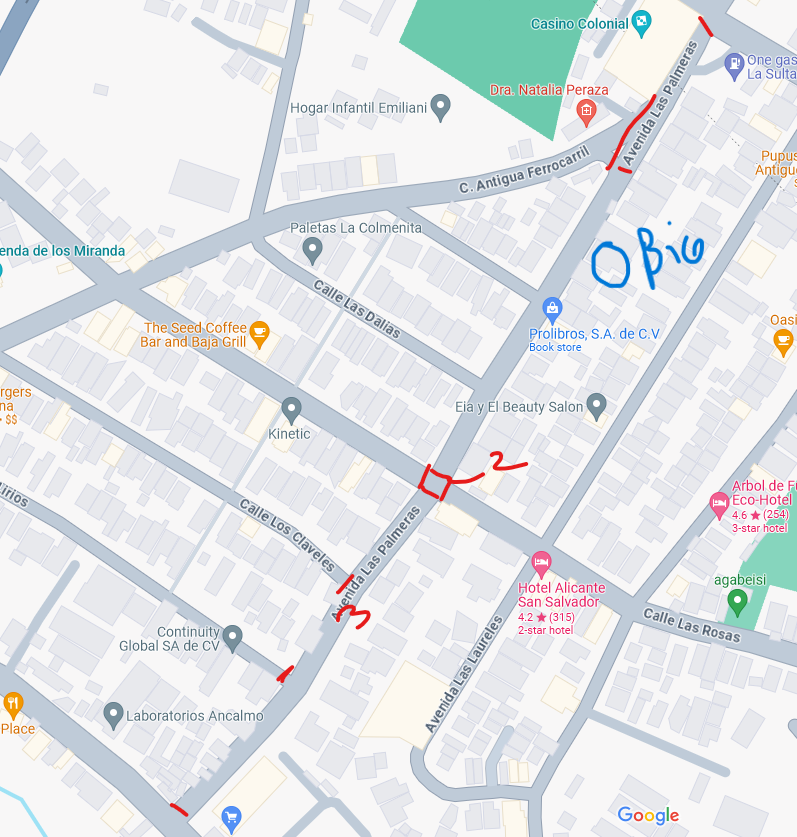 Casino Colonial
One gas
La Sulta
Avenida Las Palmeras
Dra. Natalia Peraza
Hogar Infantil Emiliani
C. Antigua Ferrocarril
Pupus
Antigu
Paletas La Colmenita
enda de los Miranda
Calle Las Dalias
Prolibros, S.A. de C.V
Book store
The Seed Coffee
Bar and Baja Grill
Oasi
Eia y El Beauty Salon
rgers
na
$$
Kinetic
2
Arbol de F
Eco-Hotel
4.6 ★ (254)
3-star hotel
irios
Calle Los Claveles
Avenida Las Palmeras
3
Hotel Alicante
San Salvador
4.2 ★ (315)
2-star hotel
agabeisi
Calle Las Rosas
Continuity
Global SA de CV
Avenida Las Laureles
Laboratorios Ancalmo
Place
Google